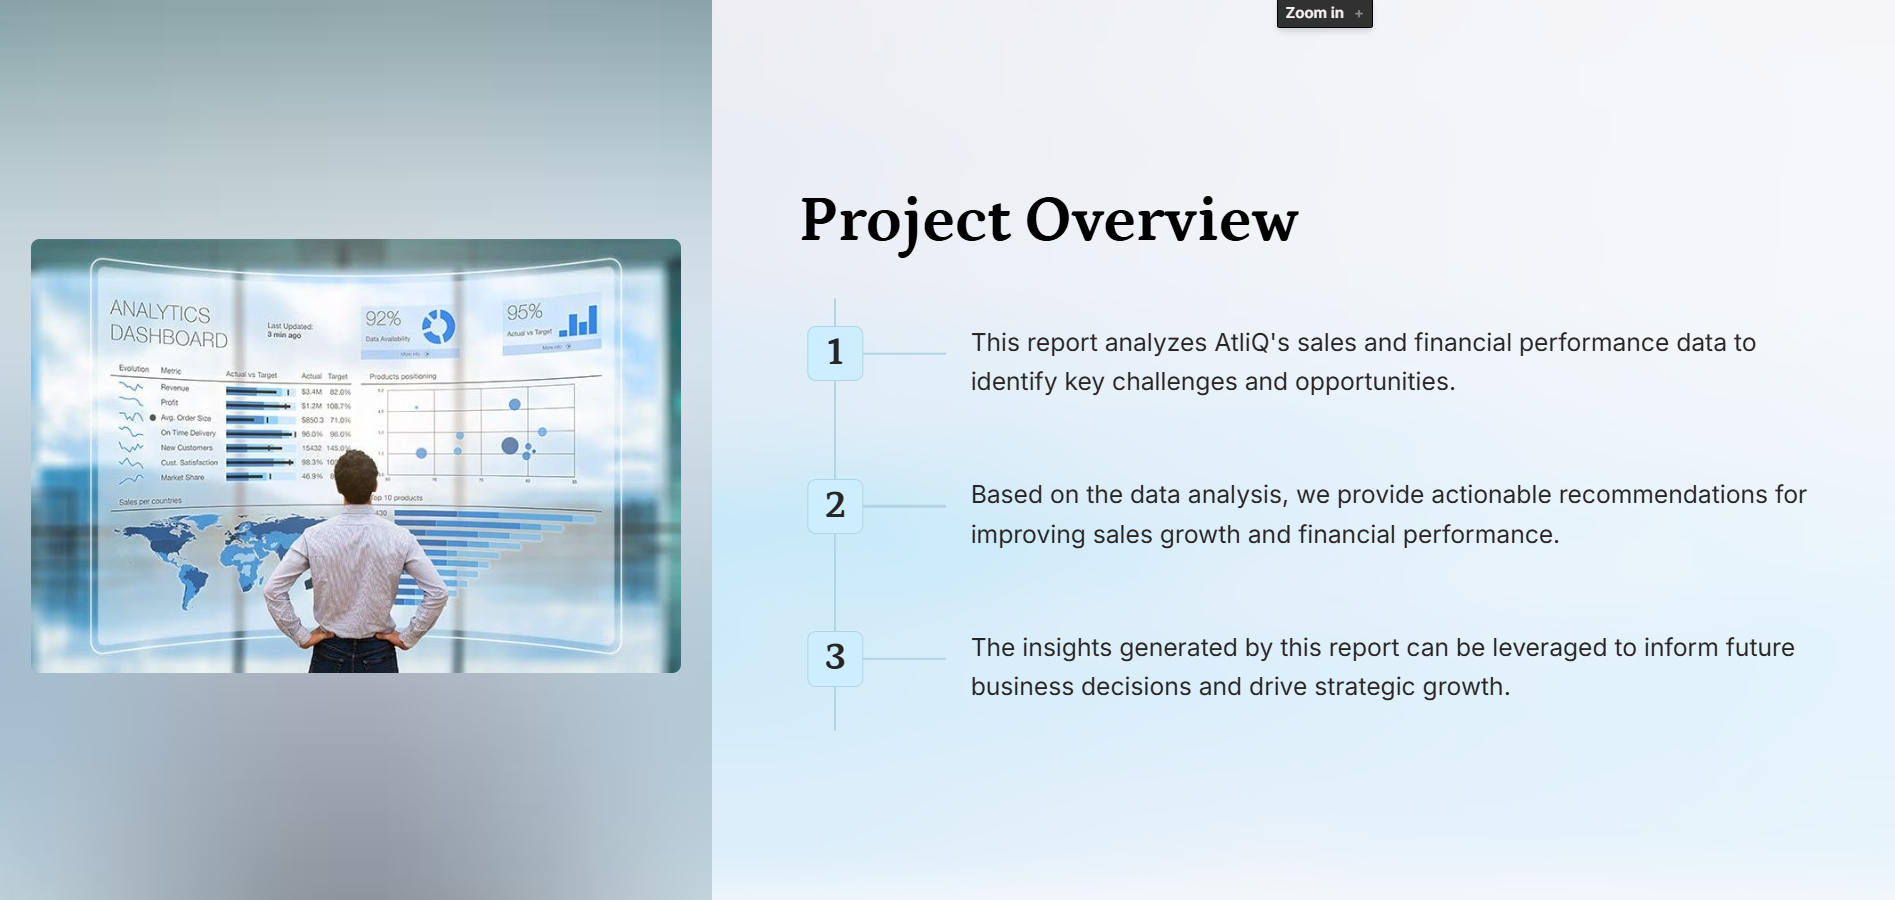 Zoom in +
ANALYTICS
DASHBOARD
Last Updated:
3 min ago
92%
Data Availability
More info
95%
Actual vs Target
More info
Evolution Metric Actual vs Target Actual Target
Revenue $3.4M 82.0%
Profit $1.2M 108.7%
Avg. Order Size $850.3 71.0%
On Time Delivery 96.0% 96.0%
New Customers 15432 145.0%
Cust. Satisfaction 98.3%
Market Share 46.9%
Products positioning
Sales per countries
Top 10 products
Project Overview
1
This report analyzes AtliQ's sales and financial performance data to
identify key challenges and opportunities.
2
Based on the data analysis, we provide actionable recommendations for
improving sales growth and financial performance.
3
The insights generated by this report can be leveraged to inform future
business decisions and drive strategic growth.